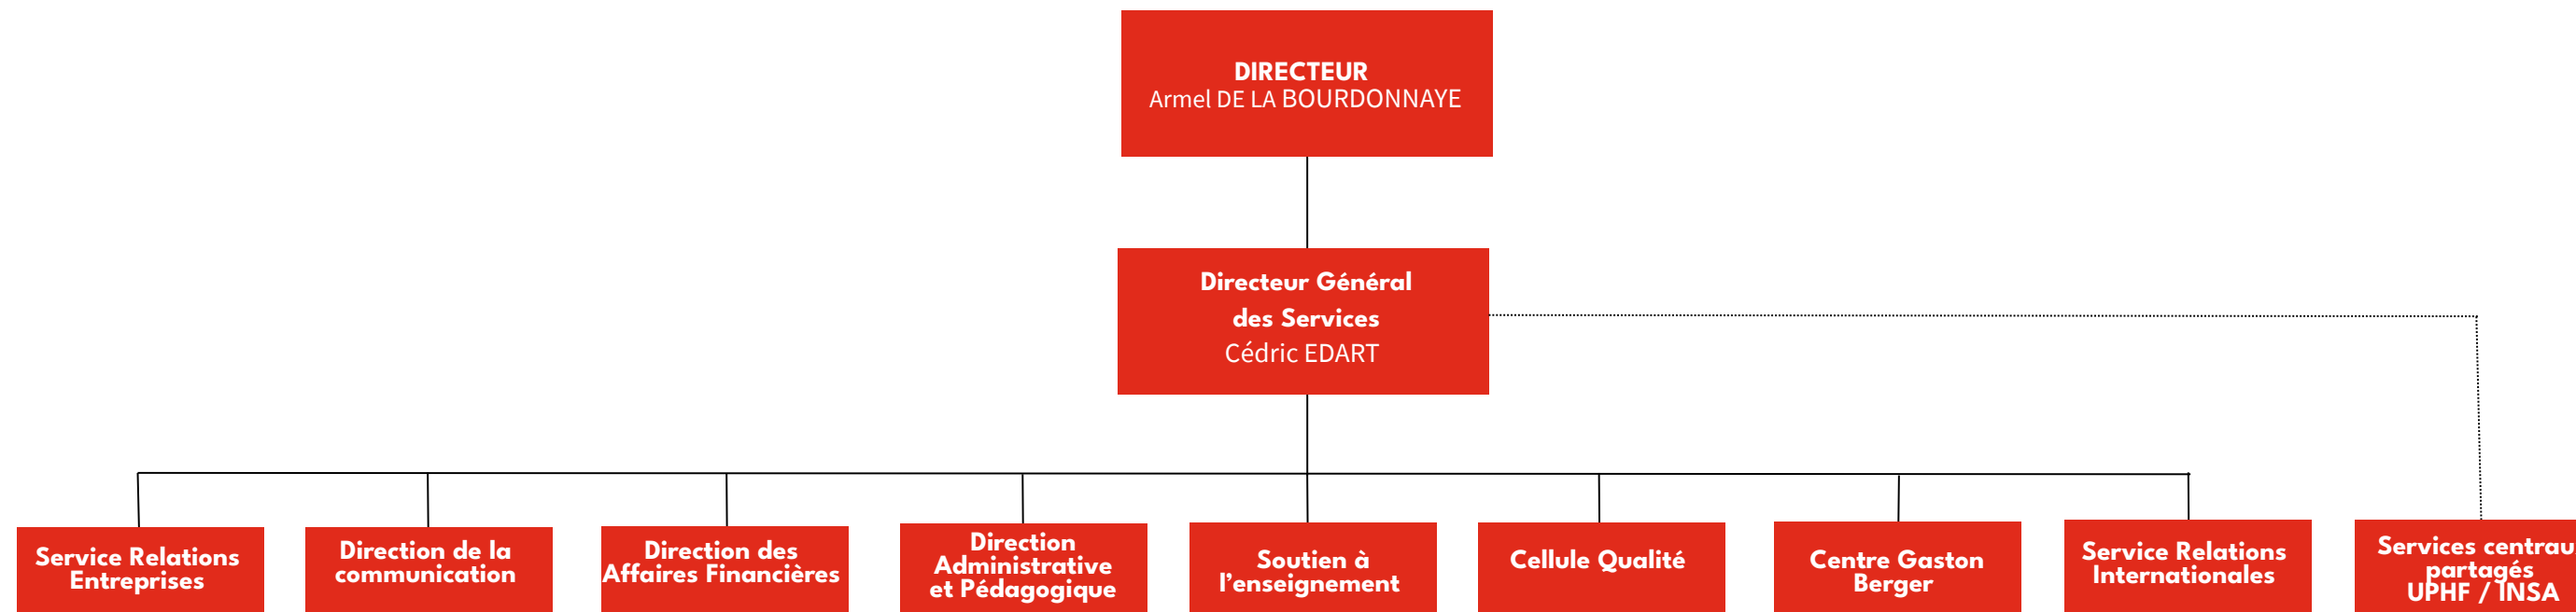 DIRECTEUR
Armel DE LA BOURDONNAYE
Directeur Général
des Services
Cédric EDART
Service Relations
Entreprises
Direction de la
communication
Direction des
Affaires Financières
Direction
Administrative
et Pédagogique
Soutien à
l'enseignement
Cellule Qualité
Centre Gaston
Berger
Service Relations
Internationales
Services centrau
partagés
UPHF / INSA